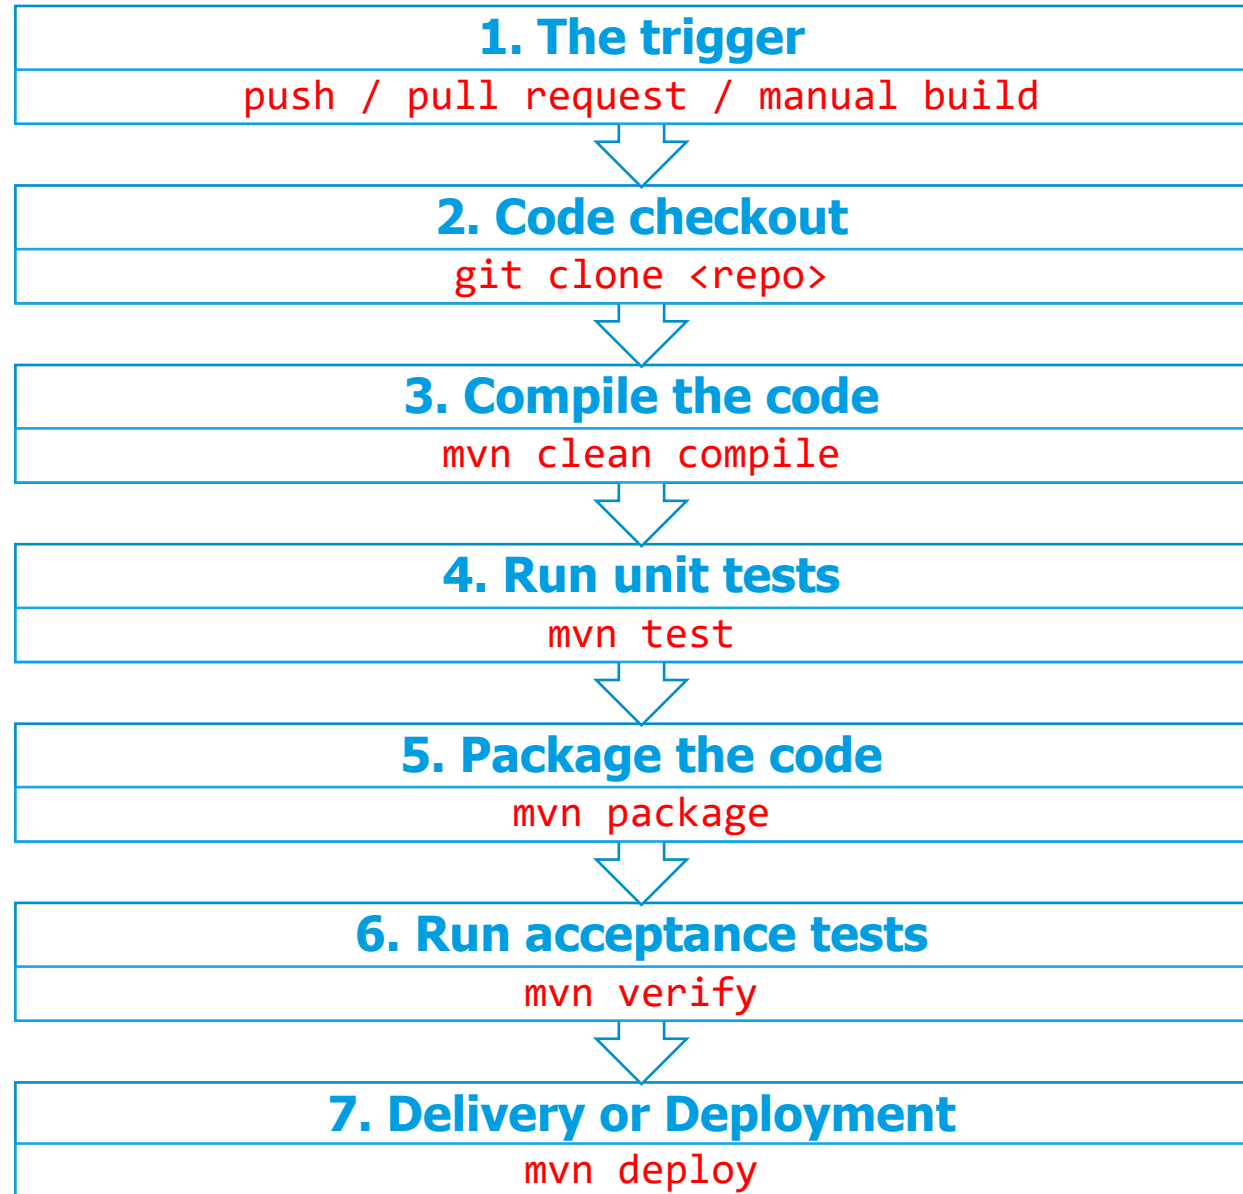 1. The trigger
push / pull request / manual build
2. Code checkout
git clone <repo>
3. Compile the code
mvn clean compile
4. Run unit tests
mvn test
5. Package the code
mvn package
6. Run acceptance tests
mvn verify
7. Delivery or Deployment
mvn deploy